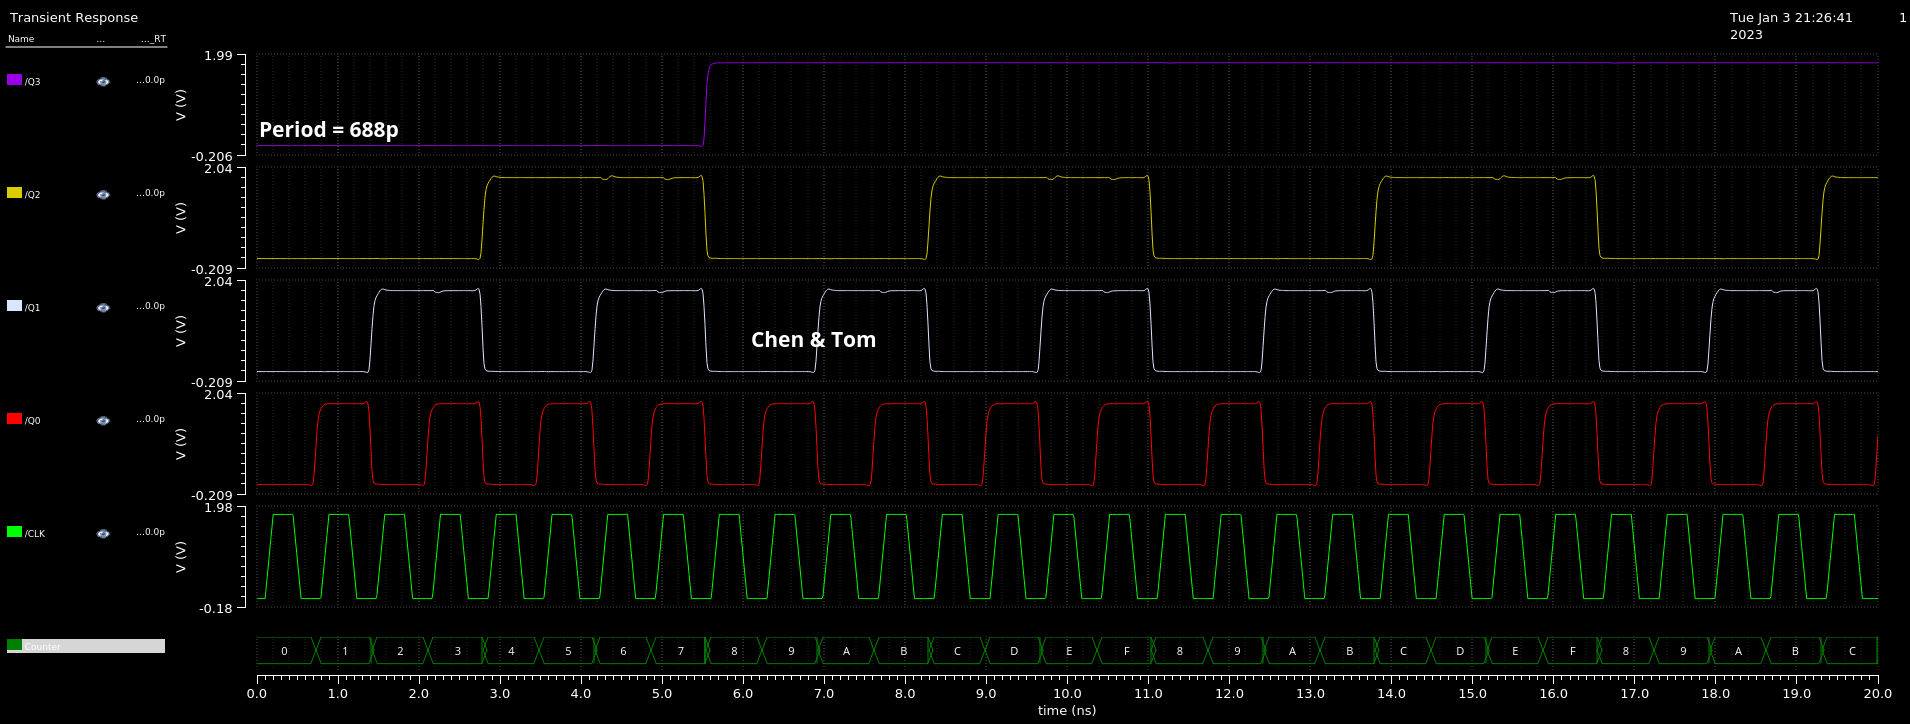 Transient Response
Tue Jan 3 21:26:41 1
2023
Name ... ..._RT
/Q3 ...0.0p
V (V)
1.99
-0.206
Period = 688p
/Q2 ...0.0p
V (V)
2.04
-0.209
/Q1 ...0.0p
V (V)
2.04
-0.209
Chen & Tom
/Q0 ...0.0p
V (V)
2.04
-0.209
/CLK ...0.0p
V (V)
1.98
-0.18
Counter
0 1 2 3 4 5 6 7 8 9 A B C D E F 8 9 A B C D E F 8 9 A B C
0.0 1.0 2.0 3.0 4.0 5.0 6.0 7.0 8.0 9.0 10.0 11.0 12.0 13.0 14.0 15.0 16.0 17.0 18.0 19.0 20.0
time (ns)